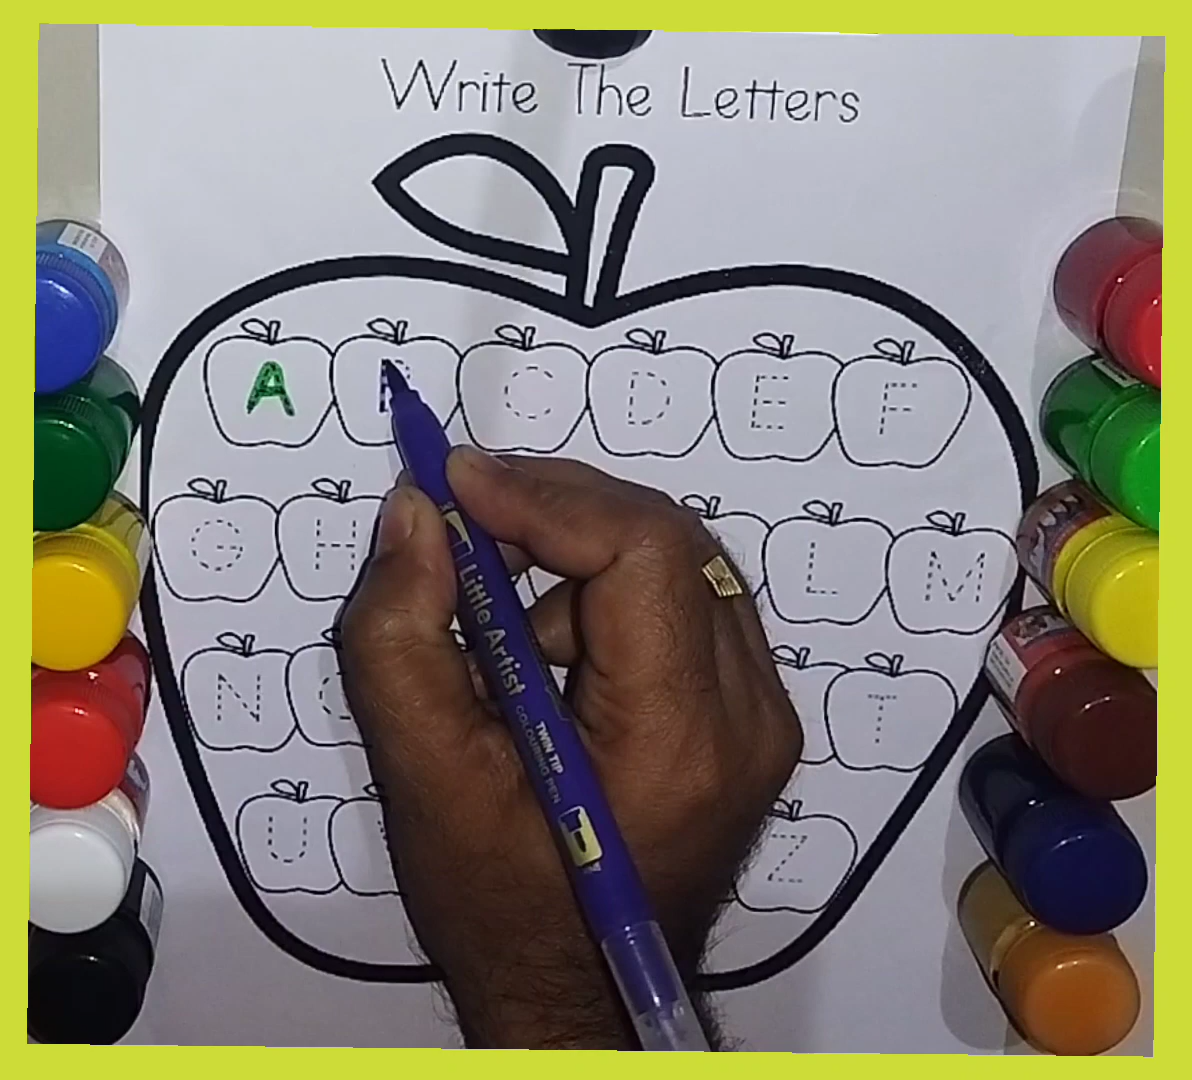 Write The Letters
A B C D E F
G H L M
N T
U Z
Little Artist
TWIN TIP
COLOURING PEN